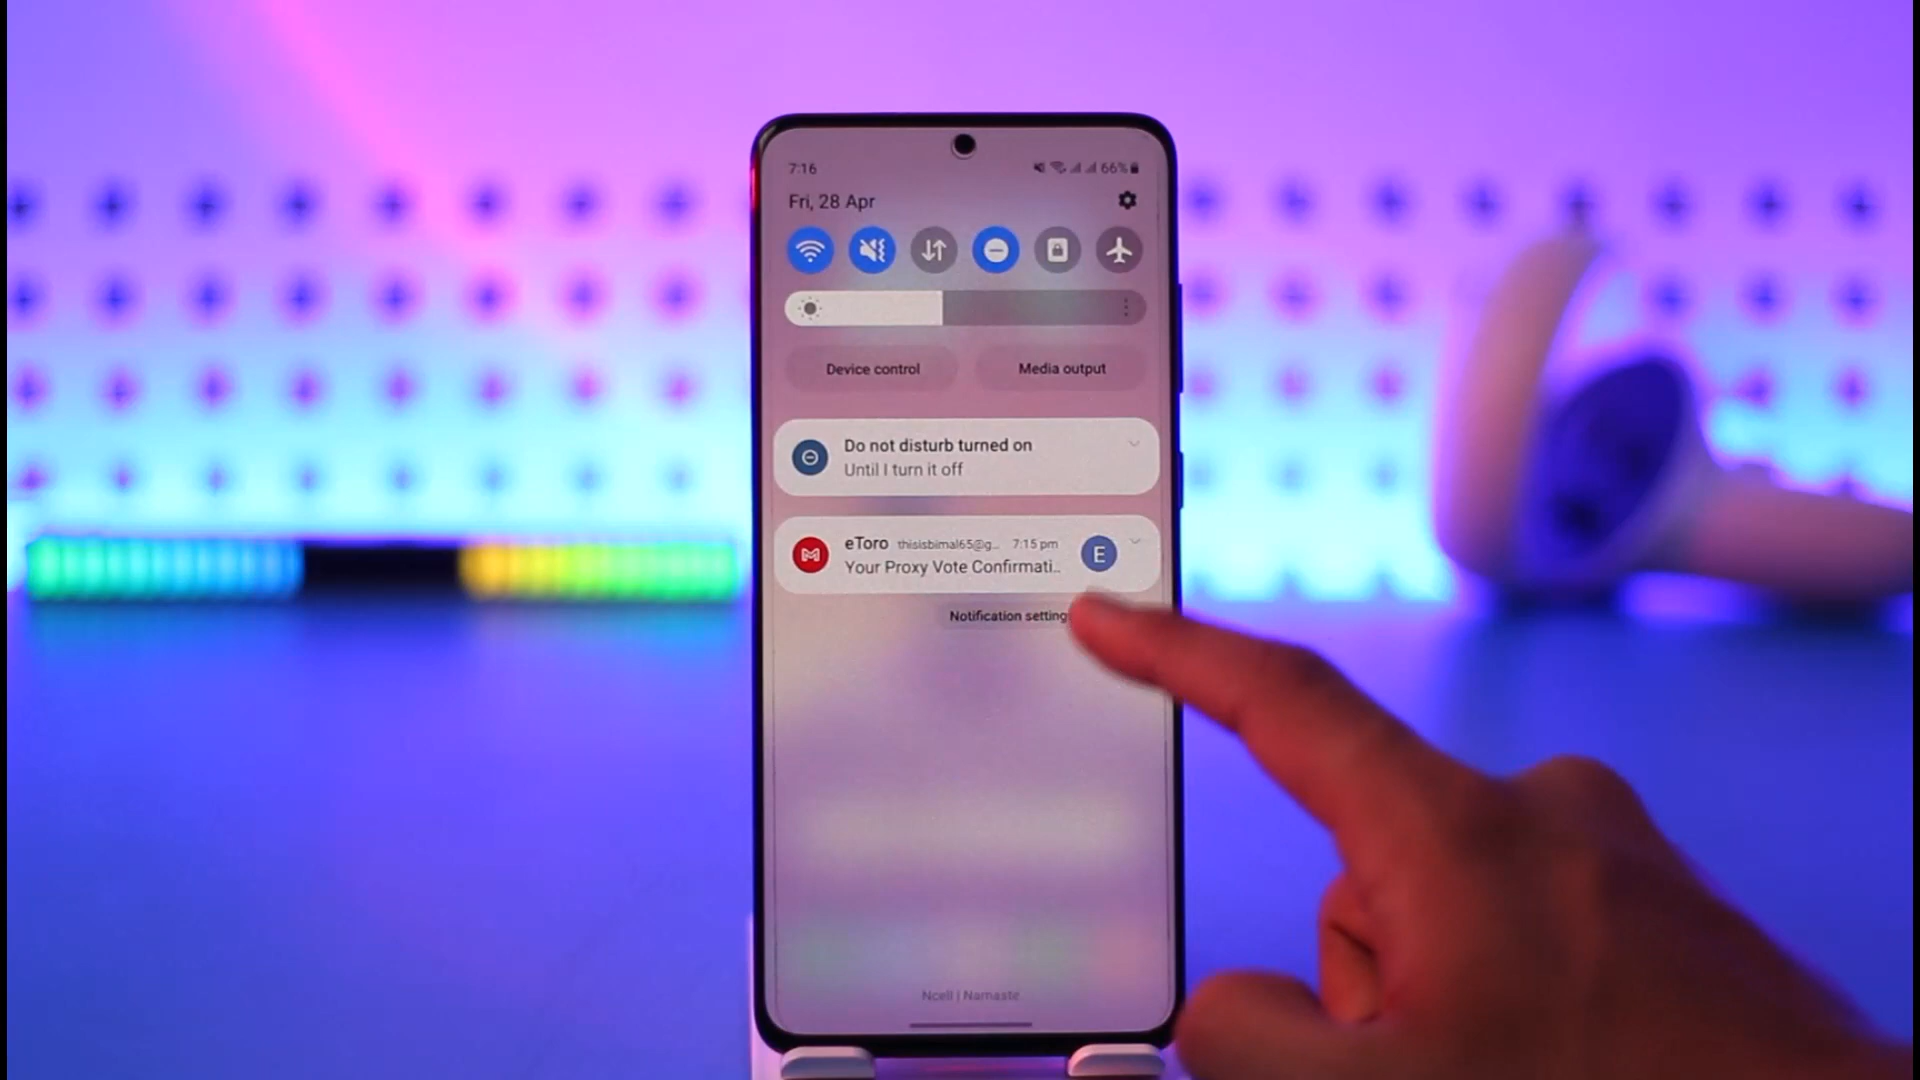 7:16 66%
Fri, 28 Apr
Device control Media output
Do not disturb turned on
Until I turn it off
eToro thisisbimal65@g... 7:15 pm E
Your Proxy Vote Confirmati..
Notification setting
Ncell | Namaste